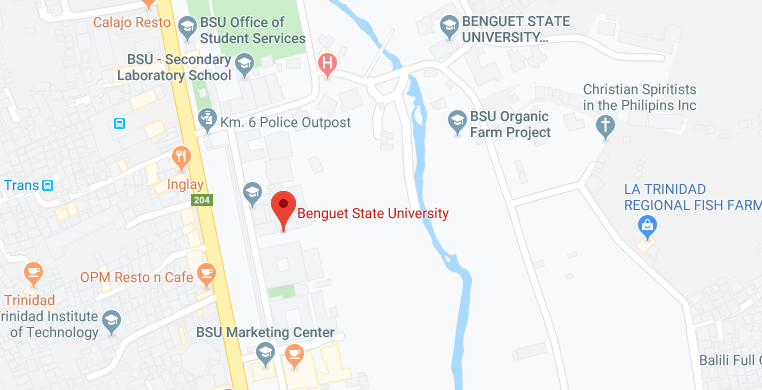 Calajo Resto
BSU Office of
Student Services
BENGUET STATE
UNIVERSITY...
BSU - Secondary
Laboratory School
H
Christian Spiritists
in the Philipins Inc
Km. 6 Police Outpost
BSU Organic
Farm Project
Trans
Inglay
204
Benguet State University
LA TRINIDAD
REGIONAL FISH FARM
OPM Resto n Cafe
Trinidad
Trinidad Institute
of Technology
BSU Marketing Center
Balili Full G